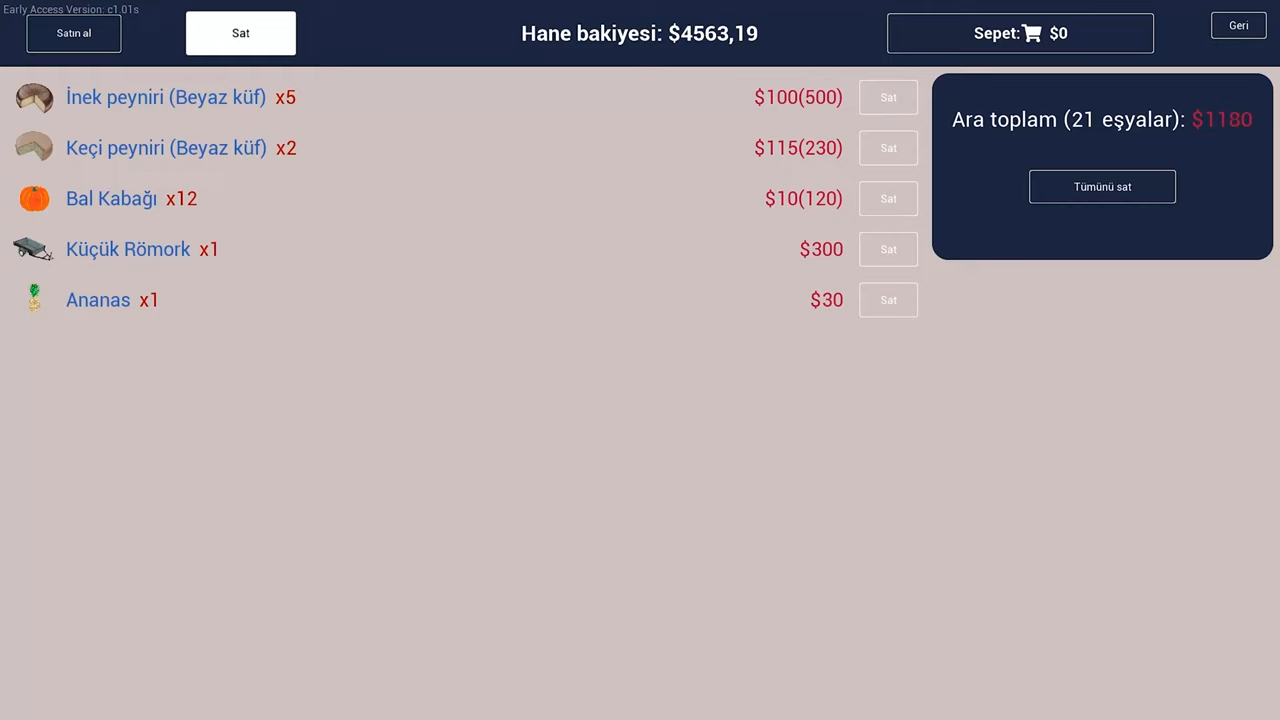 Early Access Version: c1.01s
Satın al
Sat
Hane bakiyesi: $4563,19
Sepet: $0
Geri
İnek peyniri (Beyaz küf) x5 $100(500) Sat
Keçi peyniri (Beyaz küf) x2 $115(230) Sat
Bal Kabağı x12 $10(120) Sat
Küçük Römork x1 $300 Sat
Ananas x1 $30 Sat
Ara toplam (21 eşyalar): $1180
Tümünü sat